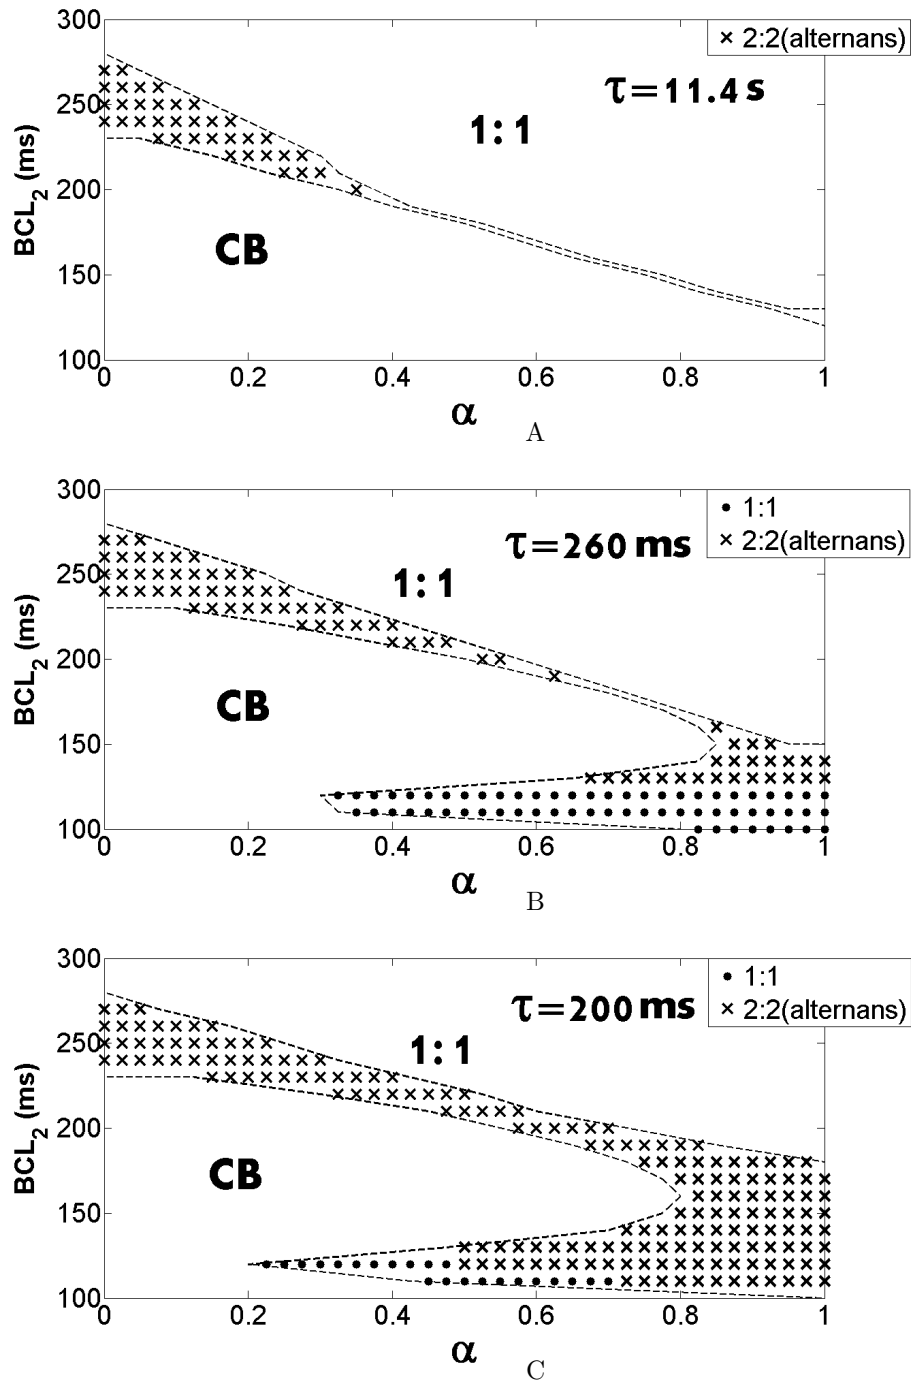 300
250
200
150
100
BCL2 (ms)
× 2:2(alternans)
τ=11.4 s
1:1
CB
0 0.2 0.4 0.6 0.8 1
α
A
300
250
200
150
100
BCL2 (ms)
• 1:1
× 2:2(alternans)
τ=260 ms
1:1
CB
0 0.2 0.4 0.6 0.8 1
α
B
300
250
200
150
100
BCL2 (ms)
• 1:1
× 2:2(alternans)
τ=200 ms
1:1
CB
0 0.2 0.4 0.6 0.8 1
α
C